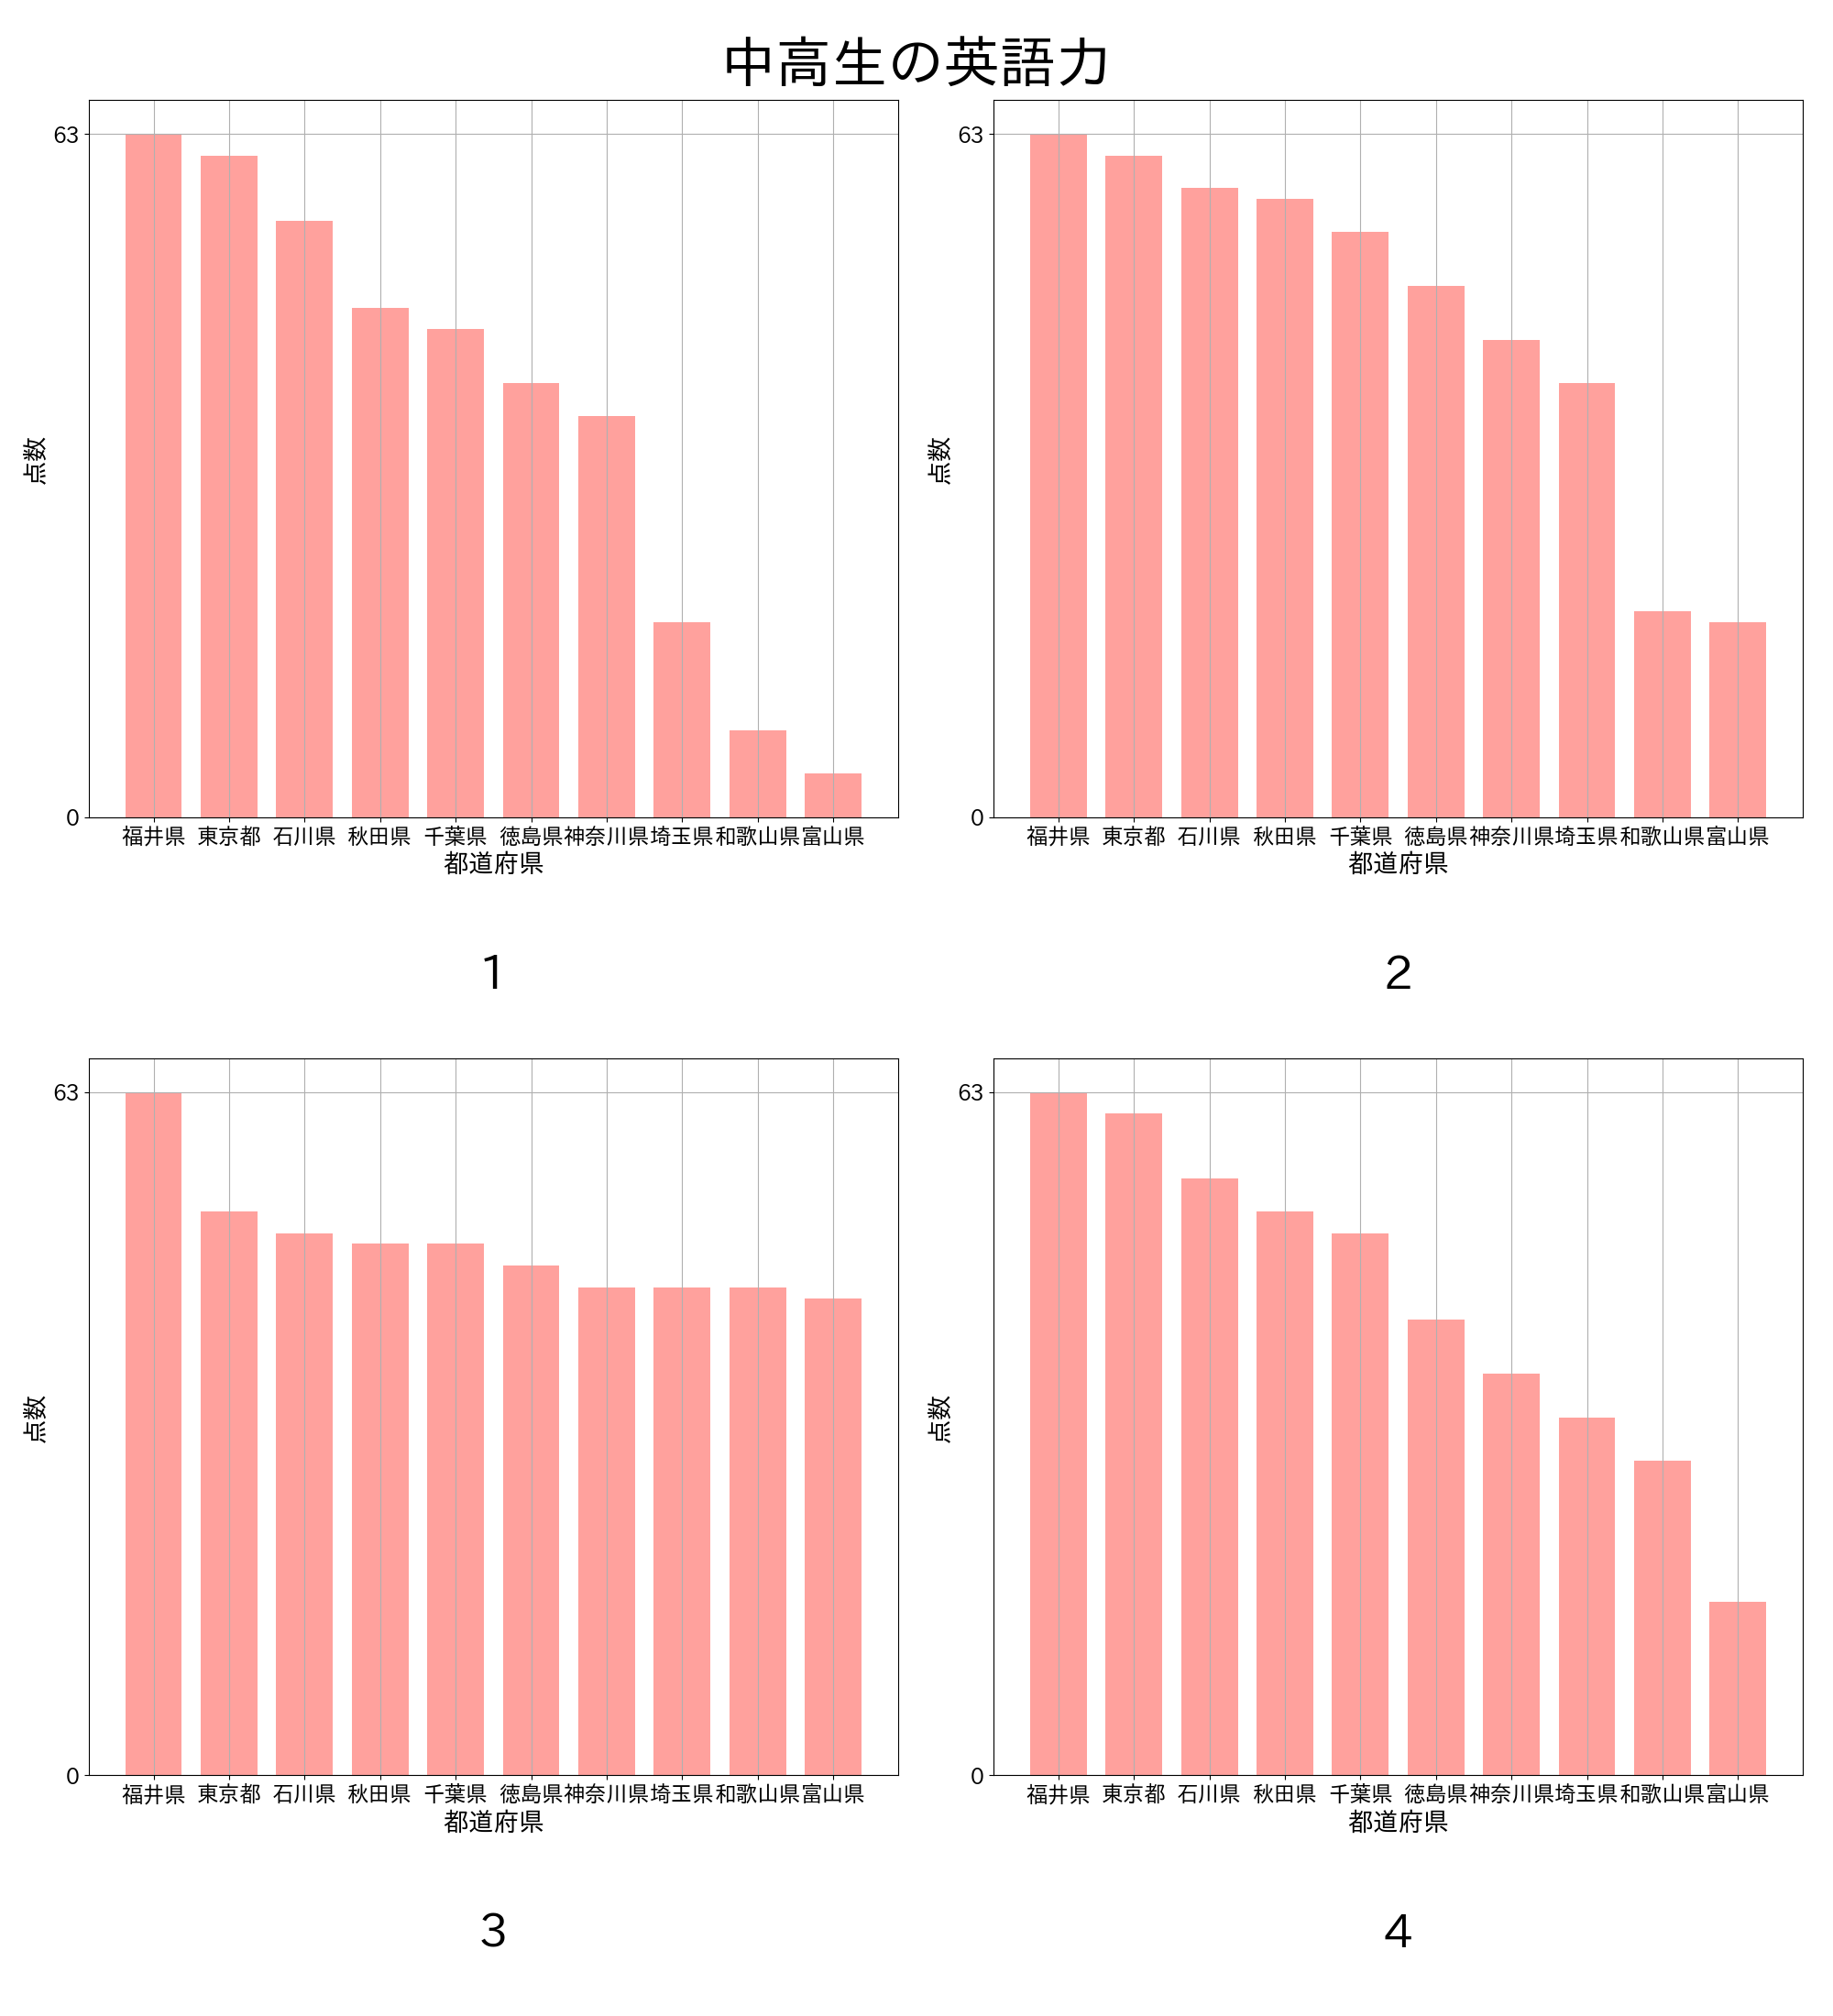 中高生の英語力
63
0
点数
福井県 東京都 石川県 秋田県 千葉県 徳島県 神奈川県 埼玉県 和歌山県 富山県
都道府県
1
63
0
点数
福井県 東京都 石川県 秋田県 千葉県 徳島県 神奈川県 埼玉県 和歌山県 富山県
都道府県
2
63
0
点数
福井県 東京都 石川県 秋田県 千葉県 徳島県 神奈川県 埼玉県 和歌山県 富山県
都道府県
3
63
0
点数
福井県 東京都 石川県 秋田県 千葉県 徳島県 神奈川県 埼玉県 和歌山県 富山県
都道府県
4